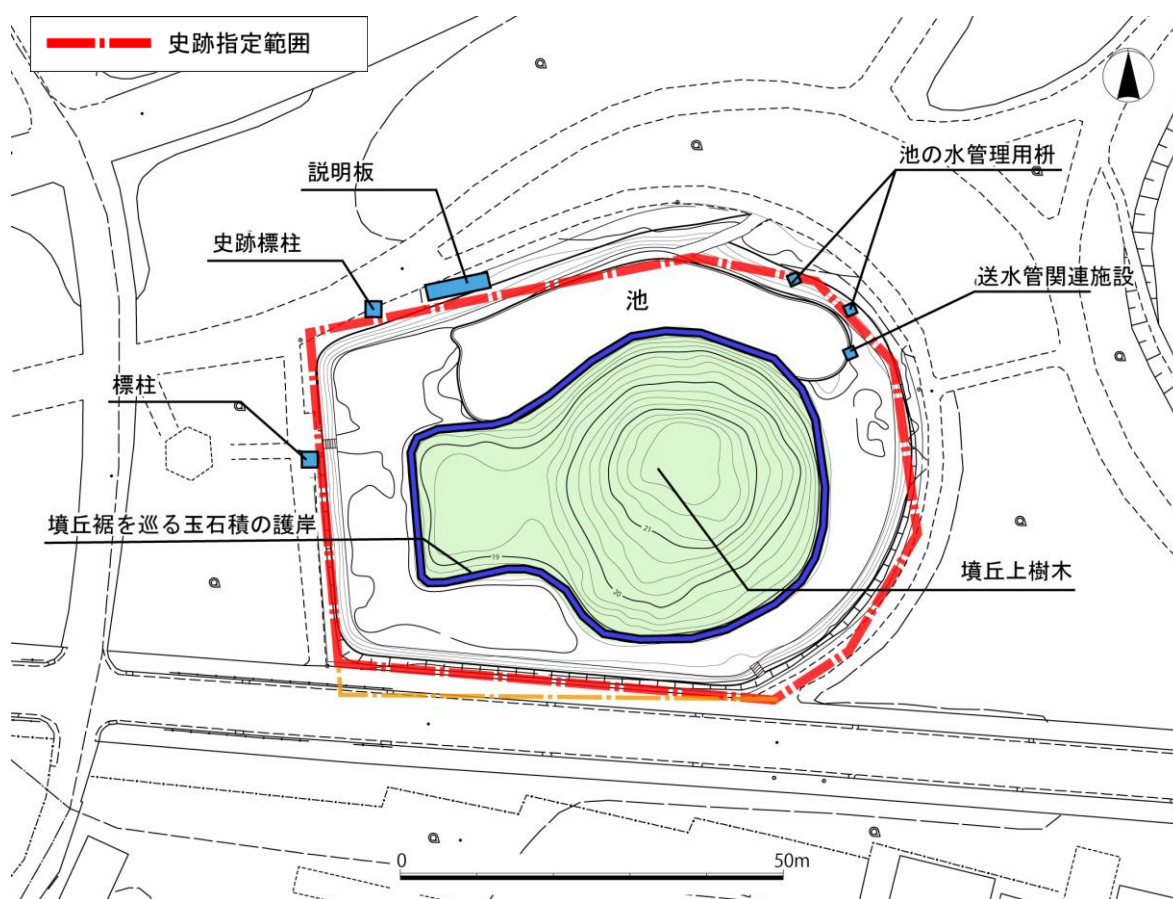 史跡指定範囲
池の水管理用枡
説明板
史跡標柱
送水管関連施設
池
標柱
墳丘裾を巡る玉石積の護岸
21
19
20
墳丘上樹木
0
50m